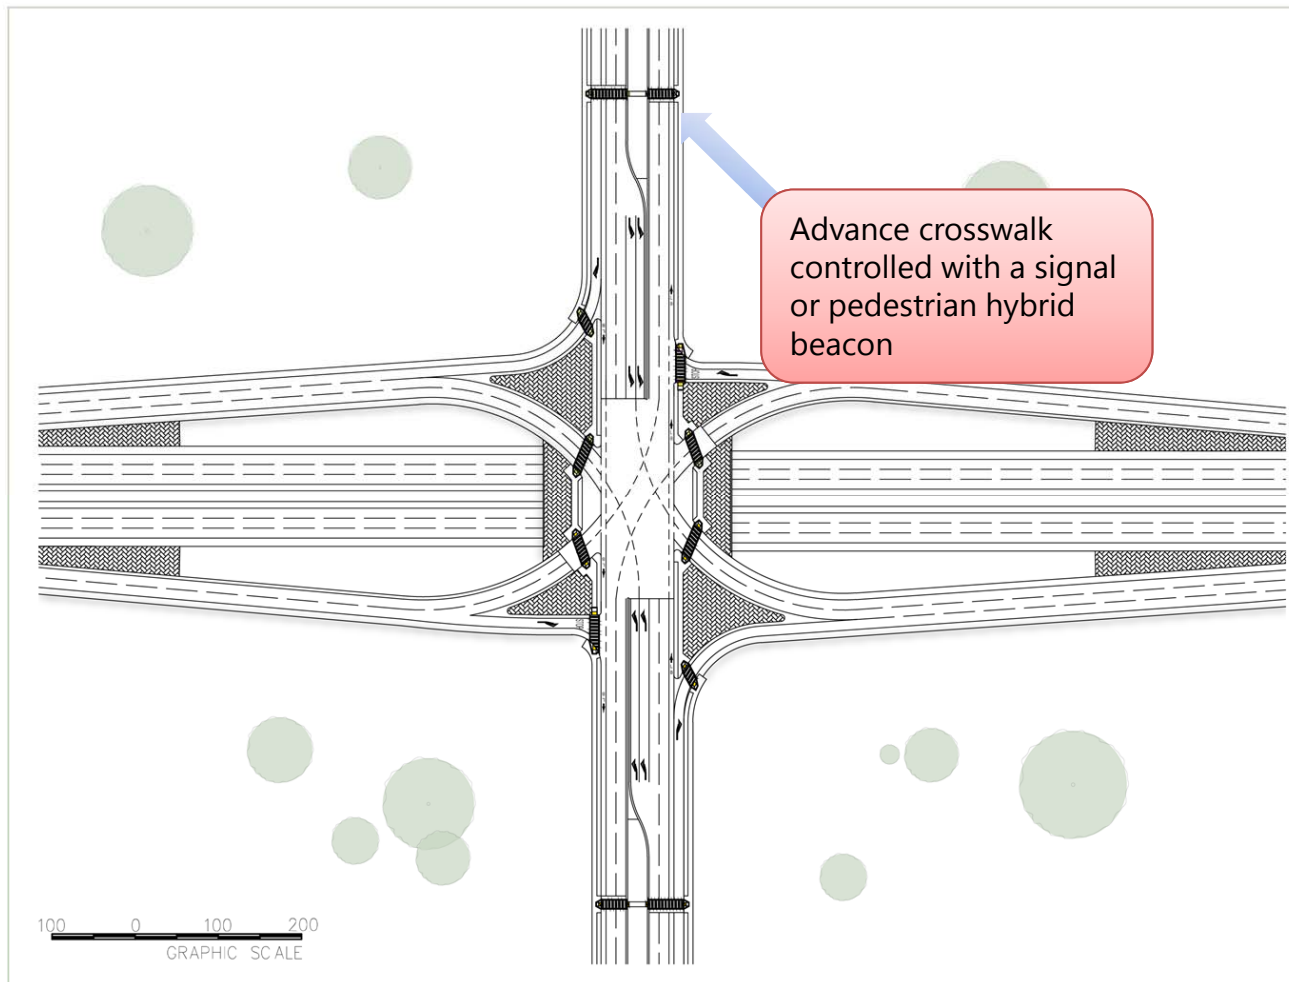 Advance crosswalk
controlled with a signal
or pedestrian hybrid
beacon
100 0 100 200
GRAPHIC SCALE